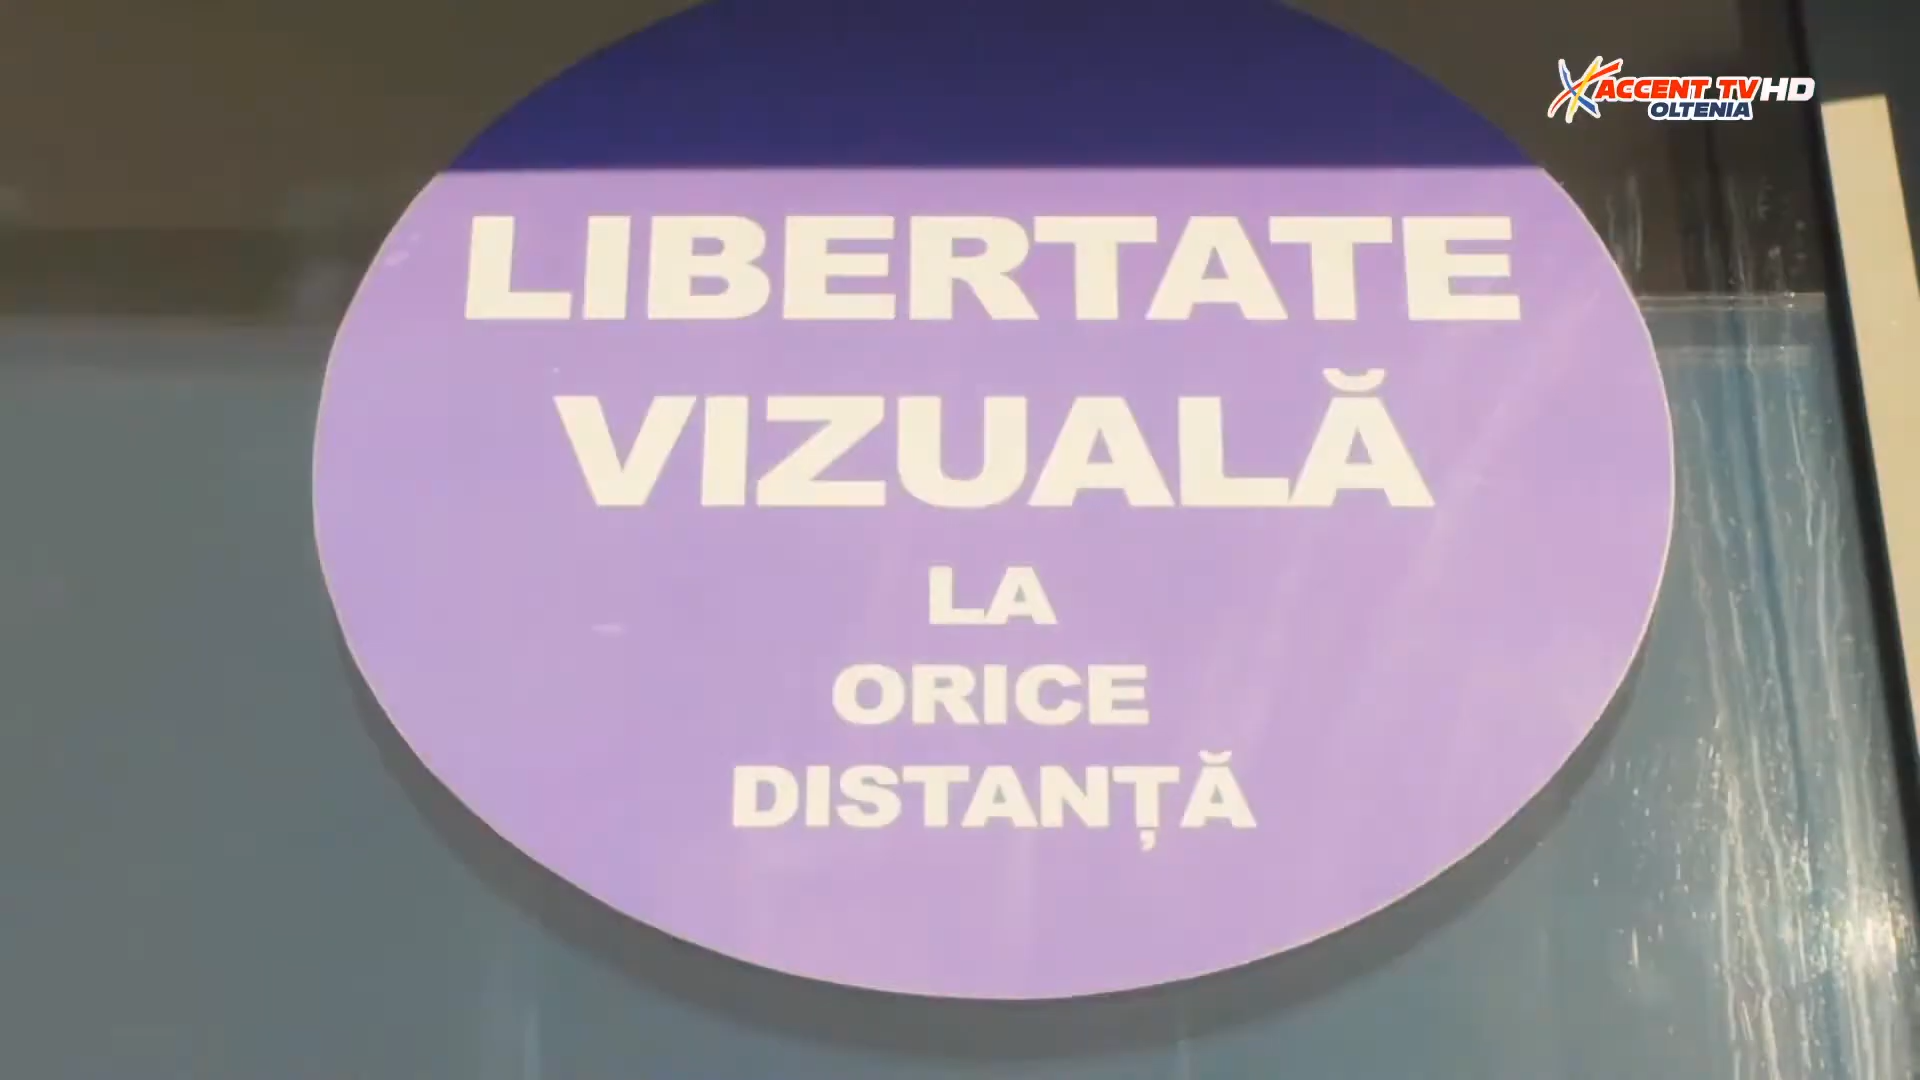 ACCENT TV HD
OLTENIA
LIBERTATE
VIZUALĂ
LA
ORICE
DISTANȚĂ